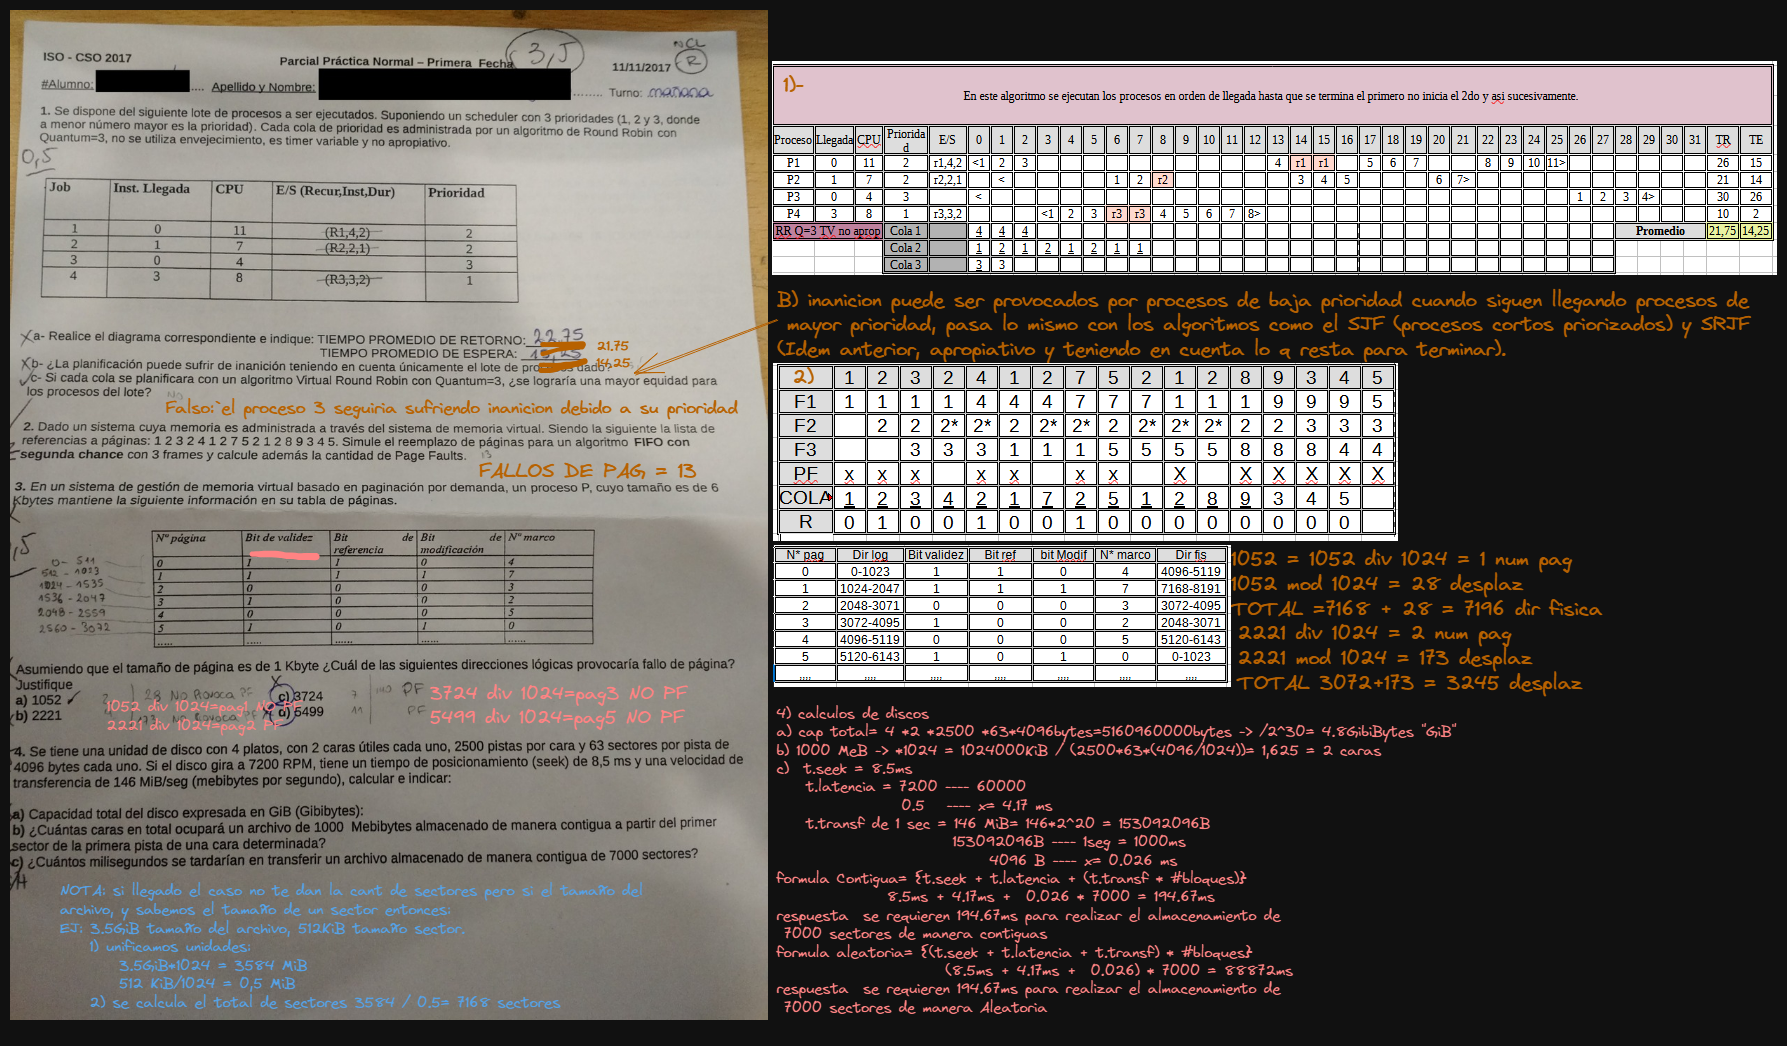 ISO - CSO 2017
Parcial Práctica Normal – Primera Fecha
3,5
NCL
R
11/11/2017
#Alumno: .... Apellido y Nombre: ........ Turno: mañana
1. Se dispone del siguiente lote de procesos a ser ejecutados. Suponiendo un scheduler con 3 prioridades (1, 2 y 3, donde
a menor número mayor es la prioridad). Cada cola de prioridad es administrada por un algoritmo de Round Robin con
Quantum=3, no se utiliza envejecimiento, es timer variable y no apropiativo.
0,5
Job Inst. Llegada CPU E/S (Recur,Inst,Dur) Prioridad
1 0 11 (R1,4,2) 2
2 1 7 (R2,2,1) 2
3 0 4 3
4 3 8 (R3,3,2) 1
a- Realice el diagrama correspondiente e indique: TIEMPO PROMEDIO DE RETORNO: 22.75
21.75
TIEMPO PROMEDIO DE ESPERA:
14.25
b- ¿La planificación puede sufrir de inanición teniendo en cuenta únicamente el lote de procesos dado?
c- Si cada cola se planificara con un algoritmo Virtual Round Robin con Quantum=3, ¿se lograría una mayor equidad para
los procesos del lote?
Falso: el proceso 3 seguiria sufriendo inanicion debido a su prioridad
2. Dado un sistema cuya memoria es administrada a través del sistema de memoria virtual. Siendo la siguiente la lista de
referencias a páginas: 1 2 3 2 4 1 2 7 5 2 1 2 8 9 3 4 5. Simule el reemplazo de páginas para un algoritmo FIFO con
segunda chance con 3 frames y calcule además la cantidad de Page Faults. 13
FALLOS DE PAG, = 13
3. En un sistema de gestión de memoria virtual basado en paginación por demanda, un proceso P, cuyo tamaño es de 6
Kbytes mantiene la siguiente información en su tabla de páginas.
Nº página Bit de validez Bit de referencia Bit de modificación Nº marco
0 1 1 0 4
1 1 1 1 7
2 0 0 0 3
3 1 0 0 2
4 0 0 0 5
5 1 0 1 0
..... ..... ...... ...... .....
0 - 511
512 - 1023
1024 - 1535
1536 - 2047
2048 - 2559
2560 - 3072
Asumiendo que el tamaño de página es de 1 Kbyte ¿Cuál de las siguientes direcciones lógicas provocaría fallo de página?
Justifique
a) 1052
28 No Provoca PF
c) 3724
PF
b) 2221
No Provoca PF
d) 5499
11
PF
1052 div 1024=pag1 NO PF
2221 div 1024=pag2 PF
3724 div 1024=pag3 NO PF
5499 div 1024=pag5 NO PF
4. Se tiene una unidad de disco con 4 platos, con 2 caras útiles cada uno, 2500 pistas por cara y 63 sectores por pista de
4096 bytes cada uno. Si el disco gira a 7200 RPM, tiene un tiempo de posicionamiento (seek) de 8,5 ms y una velocidad de
transferencia de 146 MiB/seg (mebibytes por segundo), calcular e indicar:
a) Capacidad total del disco expresada en GiB (Gibibytes):
b) ¿Cuántas caras en total ocupará un archivo de 1000 Mebibytes almacenado de manera contigua a partir del primer
sector de la primera pista de una cara determinada?
c) ¿Cuántos milisegundos se tardarían en transferir un archivo almacenado de manera contigua de 7000 sectores?
NOTA: si llegado el caso no te dan la cant de sectores pero si el tamaño del
archivo, y sabemos el tamaño de un sector entonces:
EJ: 3.5GiB tamaño del archivo, 512KiB tamaño sector.
1) unificamos unidades:
3.5GiB*1024 = 3584 MiB
512 KiB/1024 = 0,5 MiB
2) se calcula el total de sectores 3584 / 0.5= 7168 sectores
1)-
En este algoritmo se ejecutan los procesos en orden de llegada hasta que se termina el primero no inicia el 2do y asi sucesivamente.
Proceso Llegada CPU Prioridad E/S 0 1 2 3 4 5 6 7 8 9 10 11 12 13 14 15 16 17 18 19 20 21 22 23 24 25 26 27 28 29 30 31 TR TE
P1 0 11 2 r1,4,2 <1 2 3 4 r1 r1 5 6 7 8 9 10 11> 26 15
P2 1 7 2 r2,2,1 < 1 2 r2 3 4 5 6 7> 21 14
P3 0 4 3 < 1 2 3 4> 30 26
P4 3 8 1 r3,3,2 <1 2 3 r3 r3 4 5 6 7 8> 10 2
RR Q=3 TV no aprop Cola 1 4 4 4 Promedio 21,75 14,25
Cola 2 1 2 1 2 1 2 1 1
Cola 3 3 3
B) inanicion puede ser provocados por procesos de baja prioridad cuando siguen llegando procesos de
mayor prioridad, pasa lo mismo con los algoritmos como el SJF (procesos cortos priorizados) y SRJF
(Idem anterior, apropiativo y teniendo en cuenta lo q resta para terminar).
2) 1 2 3 2 4 1 2 7 5 2 1 2 8 9 3 4 5
F1 1 1 1 1 4 4 4 7 7 7 1 1 1 9 9 9 5
F2 2 2 2* 2* 2 2* 2* 2 2* 2* 2* 2 2 3 3 3
F3 3 3 3 1 1 1 5 5 5 5 8 8 8 4 4
PF x x x x x x x X X X X X X
COLA 1 2 3 4 2 1 7 2 5 1 2 8 9 3 4 5
R 0 1 0 0 1 0 0 1 0 0 0 0 0 0 0 0
N* pag Dir log Bit validez Bit ref bit Modif N* marco Dir fis
0 0-1023 1 1 0 4 4096-5119
1 1024-2047 1 1 1 7 7168-8191
2 2048-3071 0 0 0 3 3072-4095
3 3072-4095 1 0 0 2 2048-3071
4 4096-5119 0 0 0 5 5120-6143
5 5120-6143 1 0 1 0 0-1023
,,,, ,,,, ,,,, ,,,, ,,,, ,,,, ,,,,
1052 = 1052 div 1024 = 1 num pag
1052 mod 1024 = 28 desplaz
TOTAL =7168 + 28 = 7196 dir fisica
2221 div 1024 = 2 num pag
2221 mod 1024 = 173 desplaz
TOTAL 3072+173 = 3245 desplaz
4) calculos de discos
a) cap total= 4 *2 *2500 *63*4096bytes=5160960000bytes -> /2^30= 4.8GibiBytes "GiB"
b) 1000 MeB -> *1024 = 1024000KiB / (2500*63*(4096/1024))= 1,625 = 2 caras
c) t.seek = 8.5ms
t.latencia = 7200 ---- 60000
0.5 ---- x= 4.17 ms
t.transf de 1 sec = 146 MiB= 146*2^20 = 153092096B
153092096B ---- 1seg = 1000ms
4096 B ---- x= 0.026 ms
formula Contigua= {t.seek + t.latencia + (t.transf * #bloques)}
8.5ms + 4.17ms + 0.026 * 7000 = 194.67ms
respuesta se requieren 194.67ms para realizar el almacenamiento de
7000 sectores de manera contiguas
formula aleatoria= {(t.seek + t.latencia + t.transf) * #bloques}
(8.5ms + 4.17ms + 0.026) * 7000 = 88872ms
respuesta se requieren 194.67ms para realizar el almacenamiento de
7000 sectores de manera Aleatoria